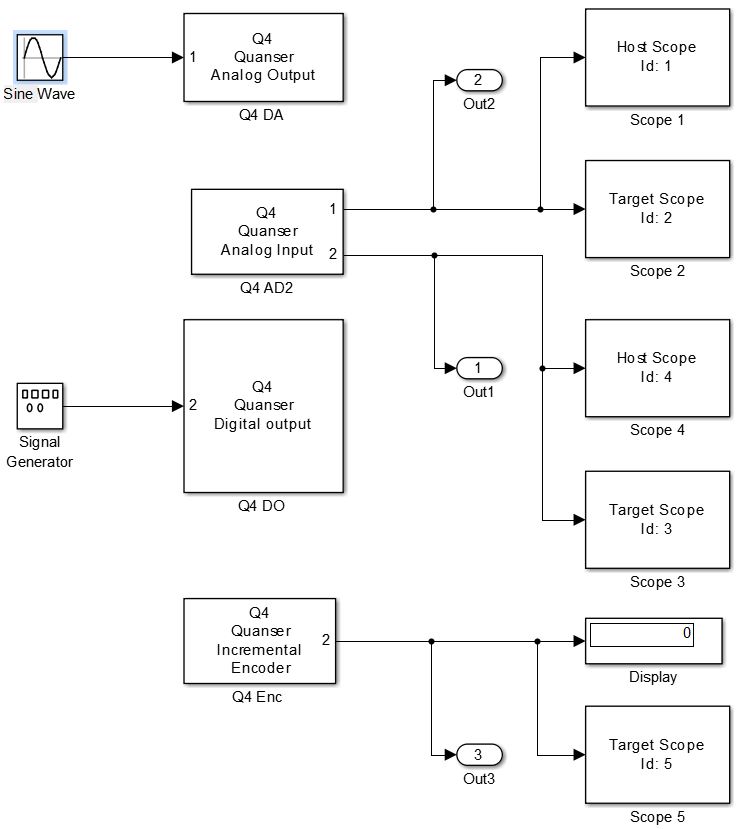 Sine Wave
1
Q4
Quanser
Analog Output
Q4 DA
2
Out2
Host Scope
Id: 1
Scope 1
Q4
Quanser
Analog Input
1
2
Q4 AD2
Target Scope
Id: 2
Scope 2
1
Out1
Host Scope
Id: 4
Scope 4
Signal
Generator
2
Q4
Quanser
Digital output
Q4 DO
Target Scope
Id: 3
Scope 3
Q4
Quanser
Incremental
Encoder
2
Q4 Enc
0
Display
3
Out3
Target Scope
Id: 5
Scope 5